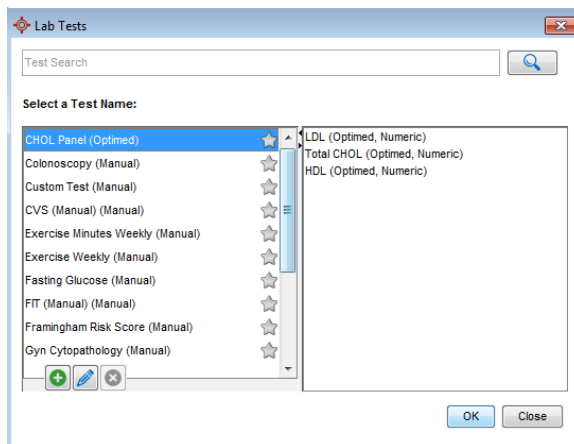 Lab Tests
Test Search
Select a Test Name:
CHOL Panel (Optimed)
Colonoscopy (Manual)
Custom Test (Manual)
CVS (Manual) (Manual)
Exercise Minutes Weekly (Manual)
Exercise Weekly (Manual)
Fasting Glucose (Manual)
FIT (Manual) (Manual)
Framingham Risk Score (Manual)
Gyn Cytopathology (Manual)
LDL (Optimed, Numeric)
Total CHOL (Optimed, Numeric)
HDL (Optimed, Numeric)
OK
Close